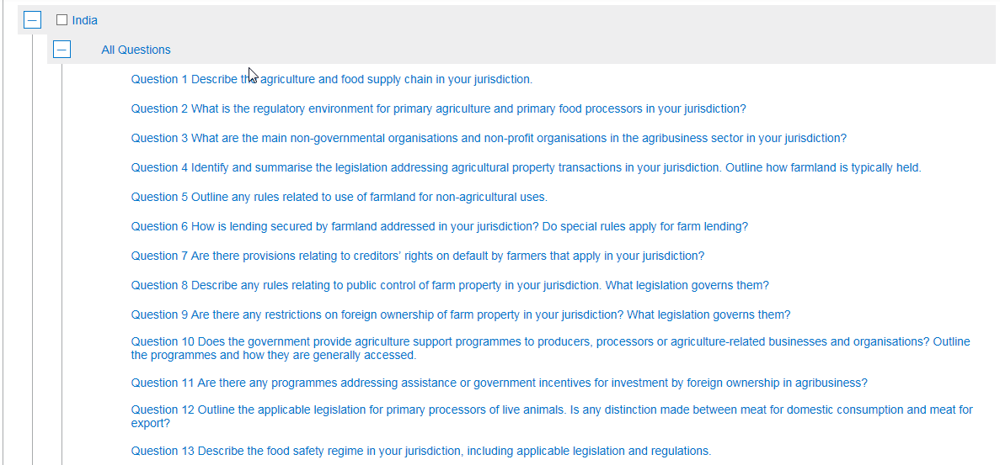 India
All Questions
Question 1 Describe the agriculture and food supply chain in your jurisdiction.
Question 2 What is the regulatory environment for primary agriculture and primary food processors in your jurisdiction?
Question 3 What are the main non-governmental organisations and non-profit organisations in the agribusiness sector in your jurisdiction?
Question 4 Identify and summarise the legislation addressing agricultural property transactions in your jurisdiction. Outline how farmland is typically held.
Question 5 Outline any rules related to use of farmland for non-agricultural uses.
Question 6 How is lending secured by farmland addressed in your jurisdiction? Do special rules apply for farm lending?
Question 7 Are there provisions relating to creditors’ rights on default by farmers that apply in your jurisdiction?
Question 8 Describe any rules relating to public control of farm property in your jurisdiction. What legislation governs them?
Question 9 Are there any restrictions on foreign ownership of farm property in your jurisdiction? What legislation governs them?
Question 10 Does the government provide agriculture support programmes to producers, processors or agriculture-related businesses and organisations? Outline
the programmes and how they are generally accessed.
Question 11 Are there any programmes addressing assistance or government incentives for investment by foreign ownership in agribusiness?
Question 12 Outline the applicable legislation for primary processors of live animals. Is any distinction made between meat for domestic consumption and meat for
export?
Question 13 Describe the food safety regime in your jurisdiction, including applicable legislation and regulations.